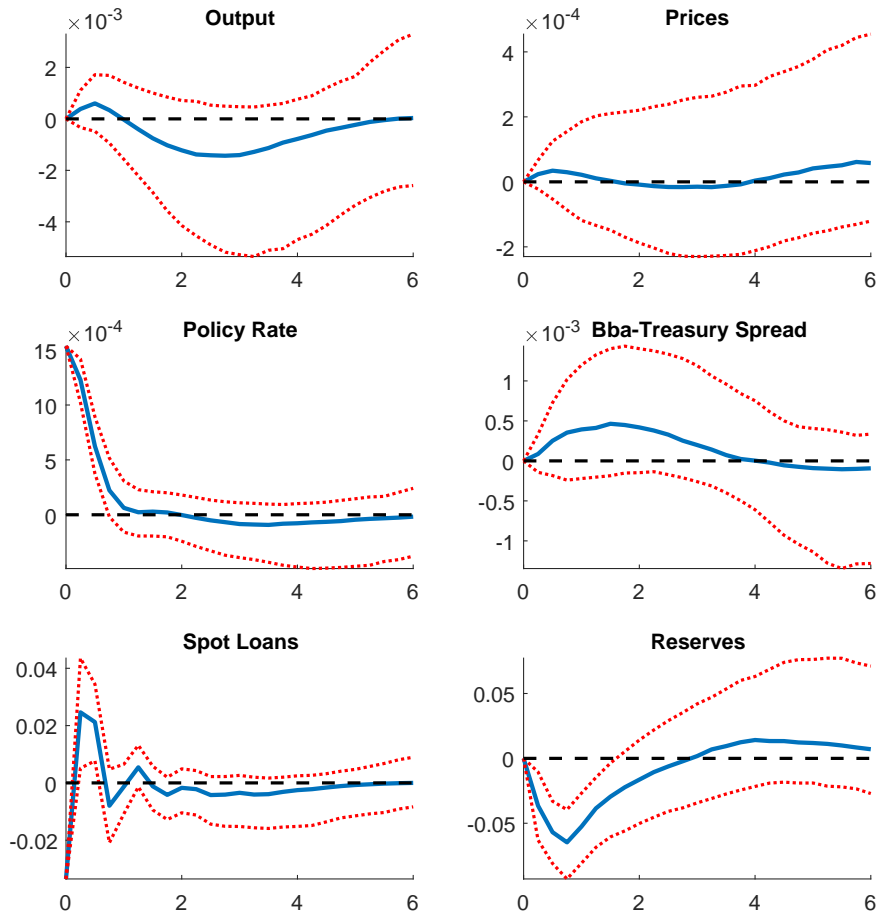 Output
×10⁻³
2
0
-2
-4
0 2 4 6
Prices
×10⁻⁴
4
2
0
-2
0 2 4 6
Policy Rate
×10⁻⁴
15
10
5
0
0 2 4 6
Bba-Treasury Spread
×10⁻³
1
0.5
0
-0.5
-1
0 2 4 6
Spot Loans
0.04
0.02
0
-0.02
0 2 4 6
Reserves
0.05
0
-0.05
0 2 4 6